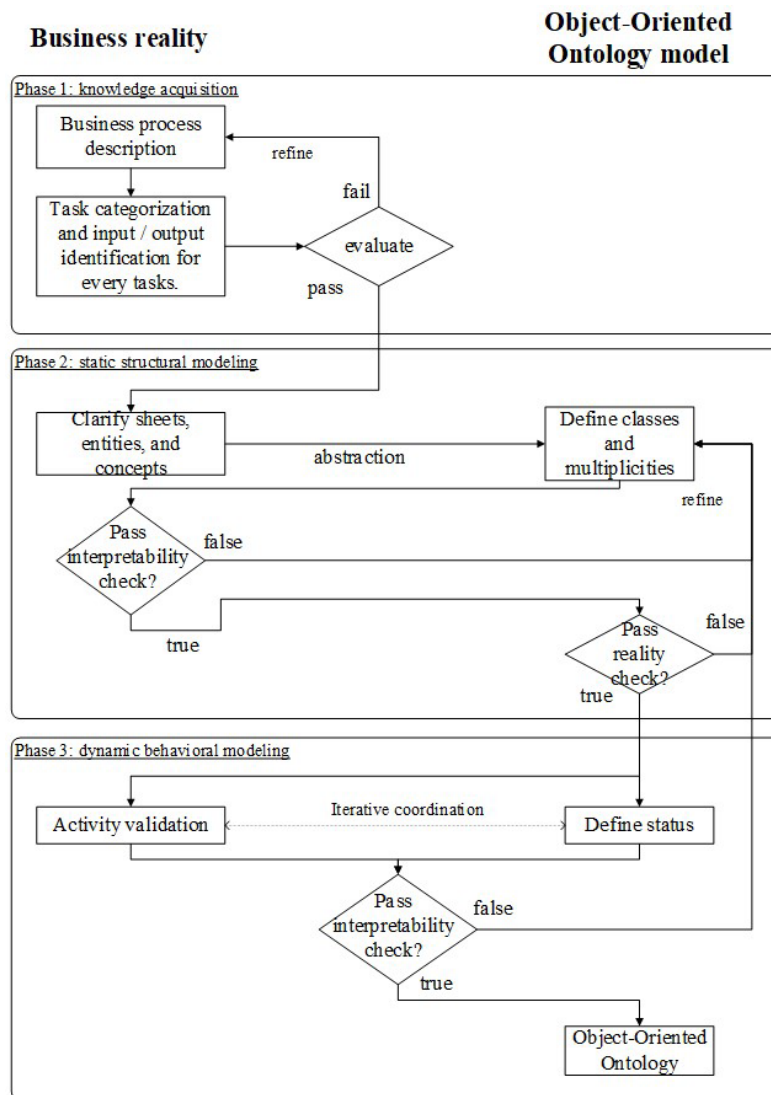 Business reality
Object-Oriented
Ontology model
Phase 1: knowledge acquisition
Business process
description
refine
fail
Task categorization
and input / output
identification for
every tasks.
evaluate
pass
Phase 2: static structural modeling
Clarify sheets,
entities, and
concepts
abstraction
Define classes
and
multiplicities
refine
Pass
interpretability
check?
false
true
Pass
reality
check?
false
true
Phase 3: dynamic behavioral modeling
Activity validation
Iterative coordination
Define status
Pass
interpretability
check?
false
true
Object-Oriented
Ontology